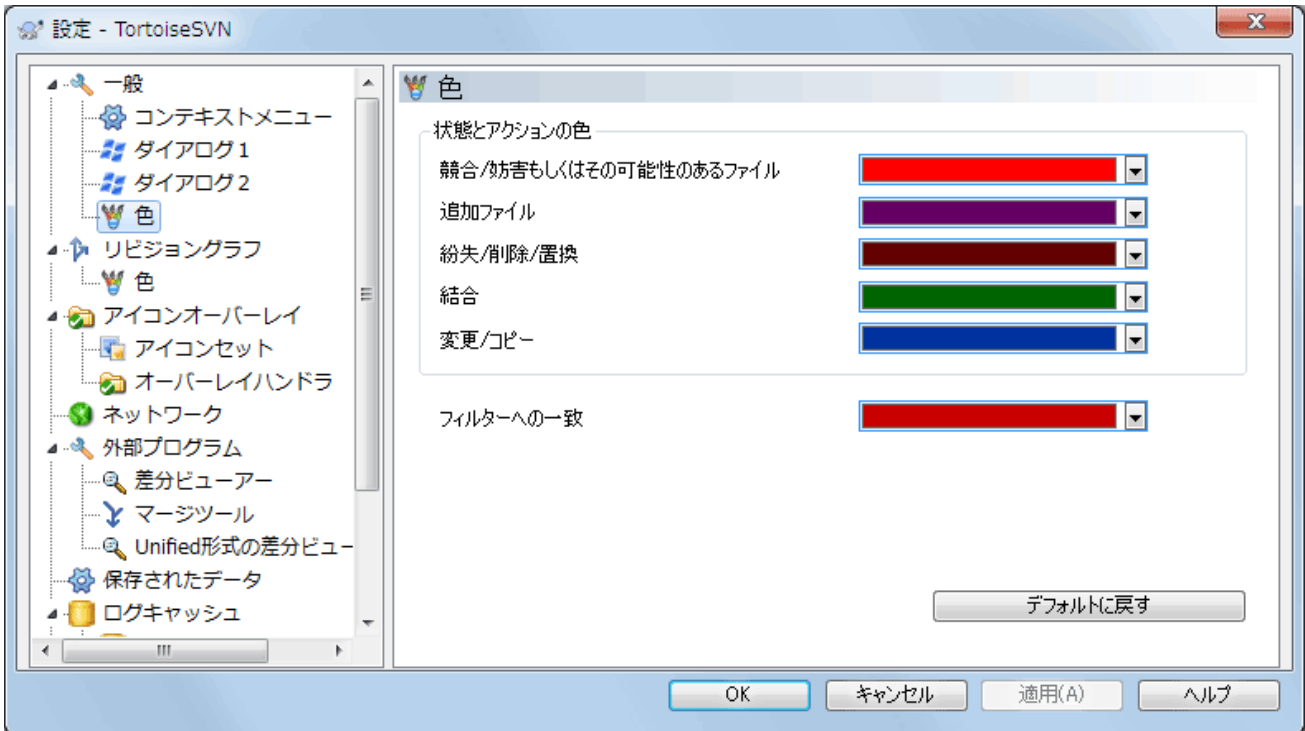 設定 - TortoiseSVN
一般
コンテキストメニュー
ダイアログ1
ダイアログ2
色
リビジョングラフ
色
アイコンオーバーレイ
アイコンセット
オーバーレイハンドラ
ネットワーク
外部プログラム
差分ビューアー
マージツール
Unified形式の差分ビュー
保存されたデータ
ログキャッシュ
色
状態とアクションの色
競合/妨害もしくはその可能性のあるファイル
追加ファイル
紛失/削除/置換
結合
変更/コピー
フィルターへの一致
デフォルトに戻す
OK
キャンセル
適用(A)
ヘルプ